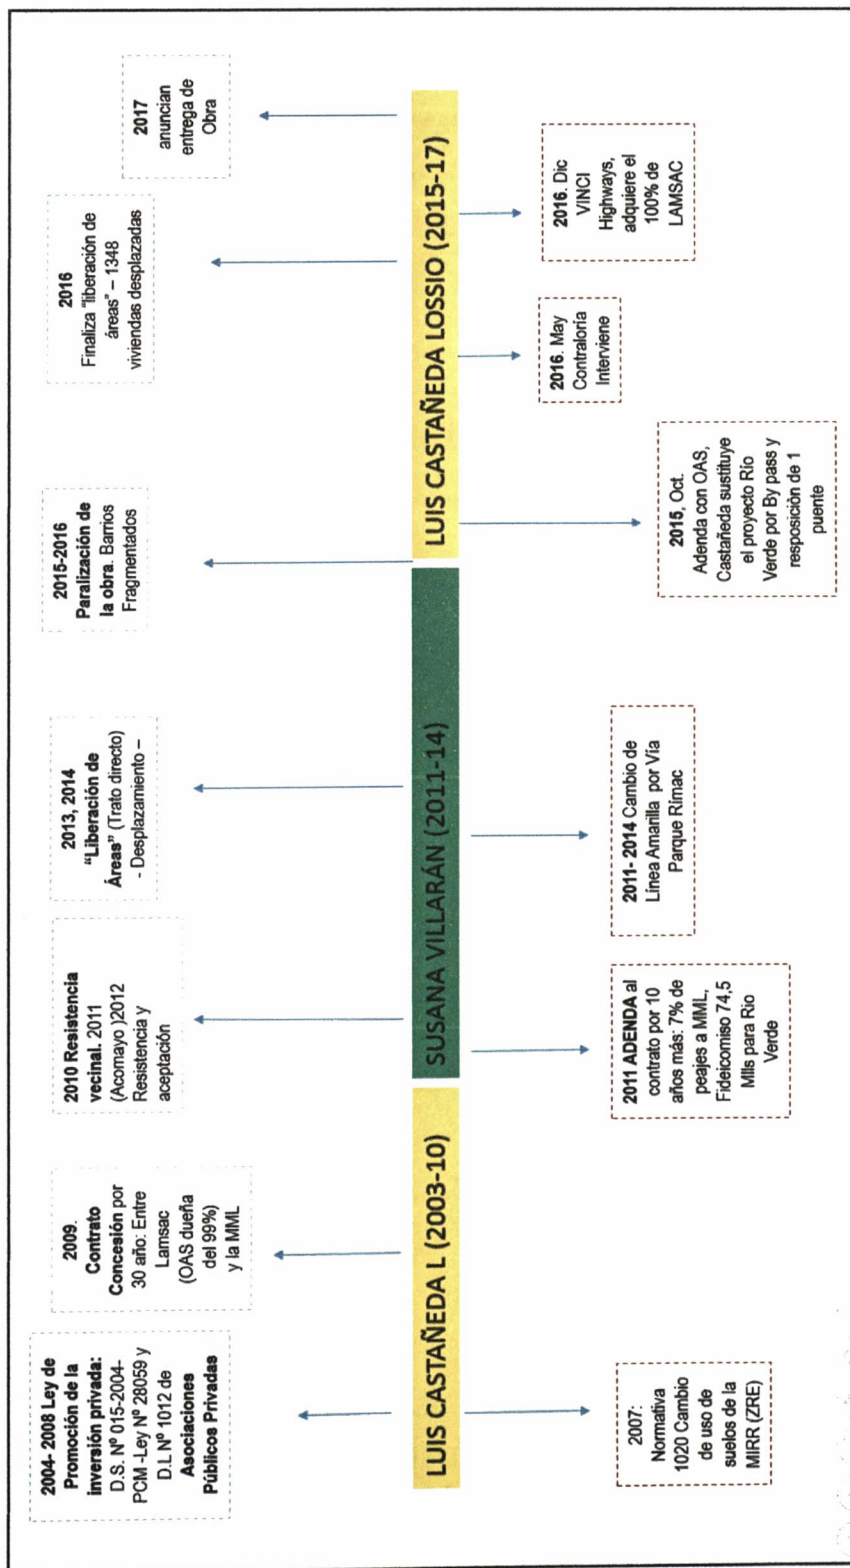 2004- 2008 Ley de
Promoción de la
inversión privada:
D.S. Nº 015-2004-
PCM -Ley Nº 28059 y
D.L Nº 1012 de
Asociaciones
Públicos Privadas
2009.
Contrato
Concesión por
30 año: Entre
Lamsac
(OAS dueña
del 99%)
y la MML
2010 Resistencia
vecinal. 2011
(Acomayo )2012
Resistencia y
aceptación
2013, 2014
“Liberación de
Áreas” (Trato directo)
- Desplazamiento –
2015-2016
Paralización de
la obra. Barrios
Fragmentados
2016
Finaliza “liberación de
áreas” – 1348
viviendas desplazadas
2017
anuncian
entrega de
Obra
LUIS CASTAÑEDA L (2003-10)
SUSANA VILLARÁN (2011-14)
LUIS CASTAÑEDA LOSSIO (2015-17)
2007:
Normativa
1020 Cambio
de uso de
suelos de la
MIRR (ZRE)
2011 ADENDA al
contrato por 10
años más: 7% de
peajes a MML,
Fideicomiso 74,5
Mlls para Rio
Verde
2011- 2014 Cambio de
Línea Amarilla por Vía
Parque Rímac
2015, Oct.
Adenda con OAS,
Castañeda sustituye
el proyecto Río
Verde por By pass y
resposición de 1
puente
2016. May
Contraloría
Interviene
2016. Dic
VINCI
Highways,
adquiere el
100% de
LAMSAC